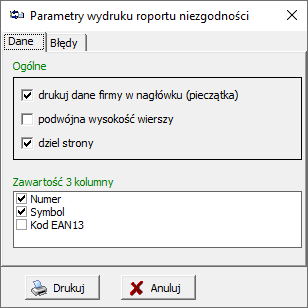 Parametry wydruku roportu niezgodności
Dane
Błędy
Ogólne
drukuj dane firmy w nagłówku (pieczątka)
podwójna wysokość wierszy
dziel strony
Zawartość 3 kolumny
Numer
Symbol
Kod EAN13
Drukuj
Anuluj